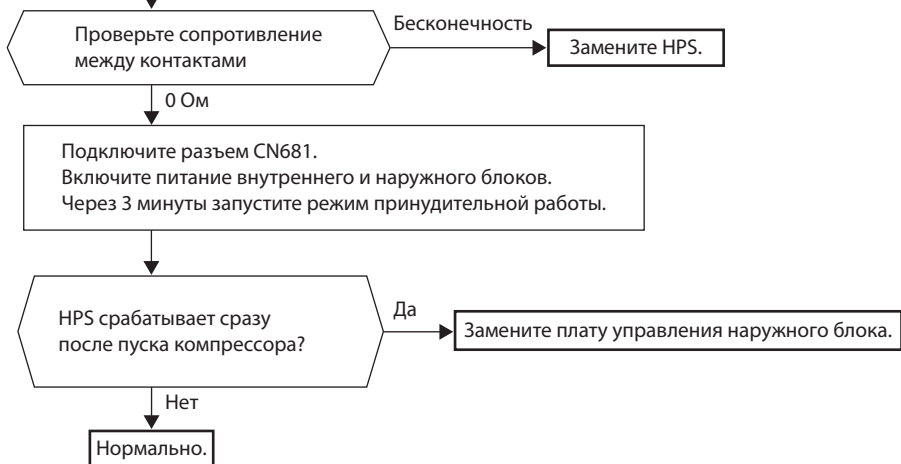 Проверьте сопротивление
между контактами
Бесконечность
Замените HPS.
0 Ом
Подключите разъем CN681.
Включите питание внутреннего и наружного блоков.
Через 3 минуты запустите режим принудительной работы.
HPS срабатывает сразу
после пуска компрессора?
Да
Замените плату управления наружного блока.
Нет
Нормально.